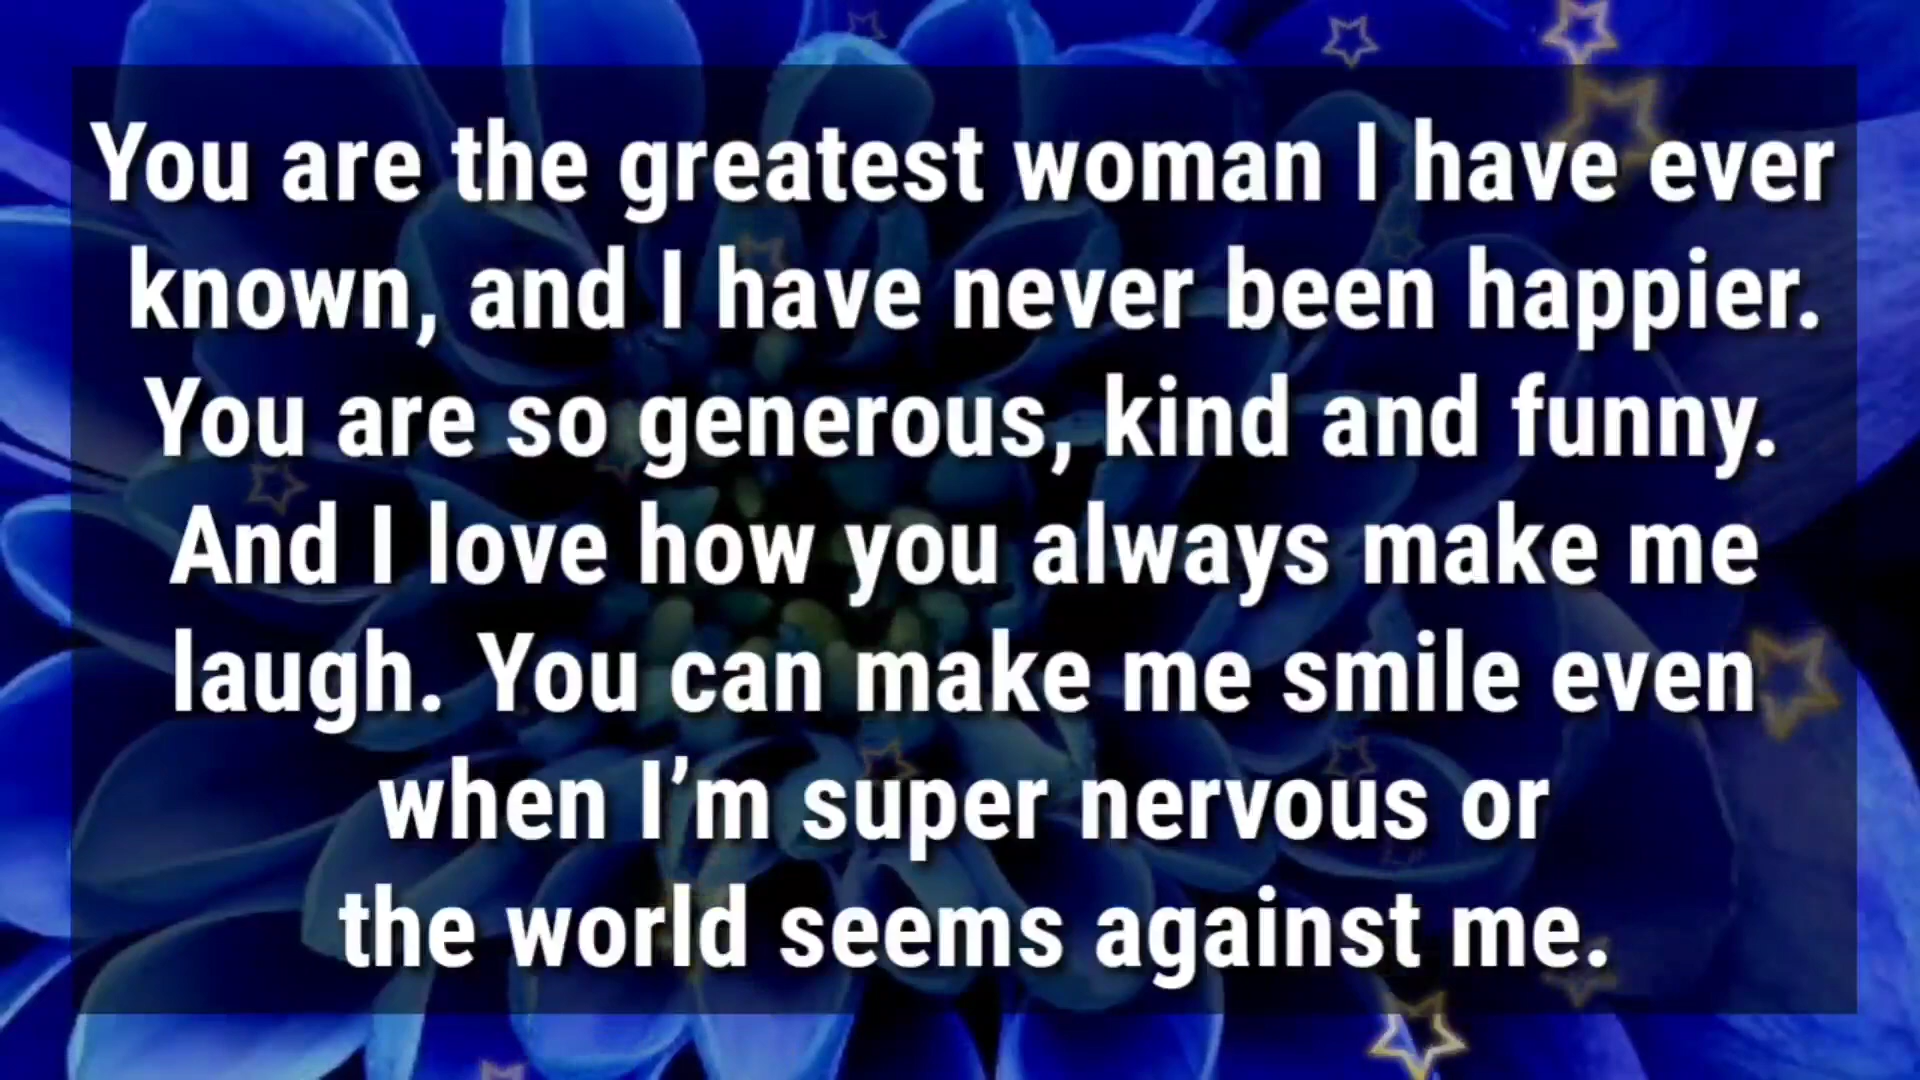 You are the greatest woman I have ever
known, and I have never been happier.
You are so generous, kind and funny.
And I love how you always make me
laugh. You can make me smile even
when I’m super nervous or
the world seems against me.